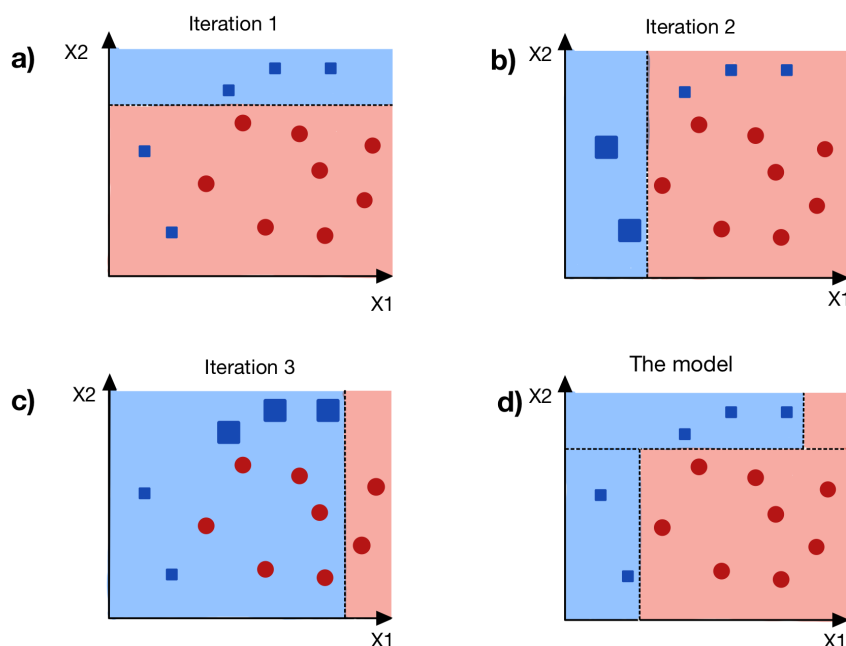 Iteration 1
a)
X2
X1
Iteration 2
b)
X2
X1
Iteration 3
c)
X2
X1
The model
d)
X2
X1